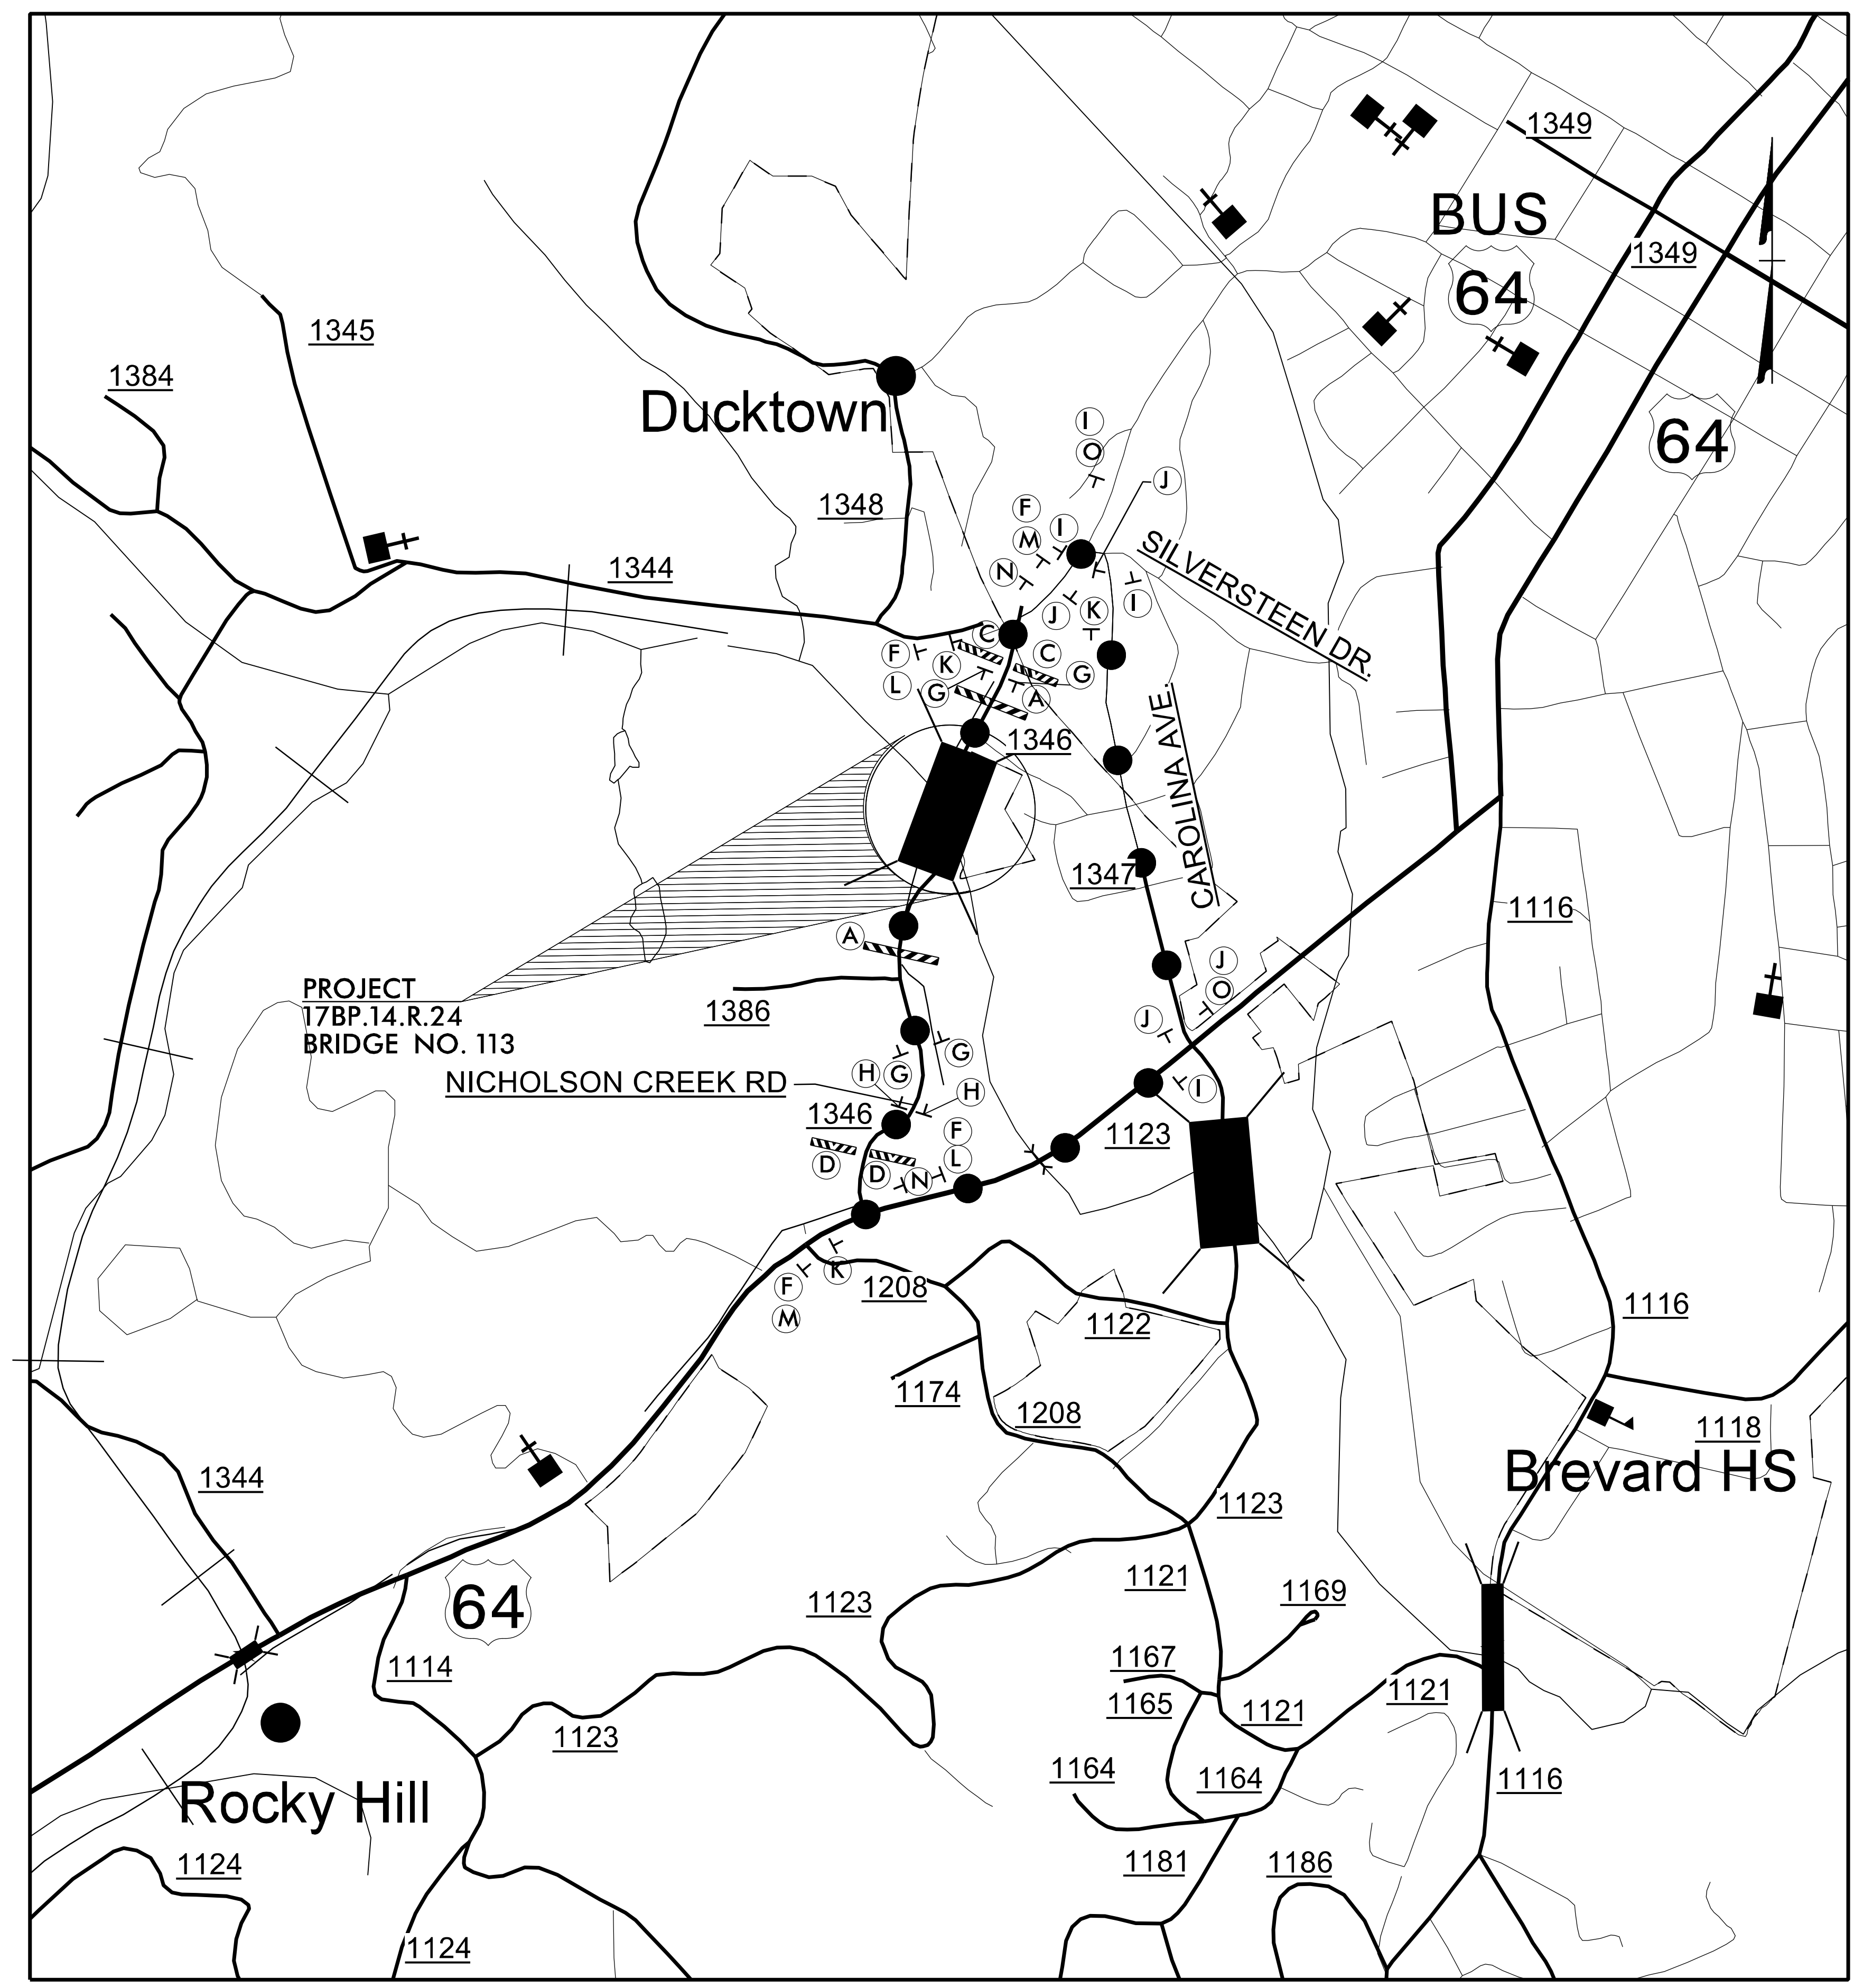 1349
BUS
64
1349
1345
1384
Ducktown
64
I
O
J
1348
F
M
I
SILVERSTEEN DR.
N
1344
J
K
I
C
F
K
C
G
L
G
A
1346
CAROLINA AVE.
1347
1116
A
J
O
PROJECT
17BP.14.R.24
BRIDGE NO. 113
1386
J
G
H
G
NICHOLSON CREEK RD
H
I
1346
F
1123
D
L
D
N
K
F
1208
M
1122
1116
1174
1208
1118
Brevard HS
1344
1123
1121
1169
64
1123
1114
1167
1165
1121
1121
1123
1164
1164
1116
Rocky Hill
1124
1181
1186
1124